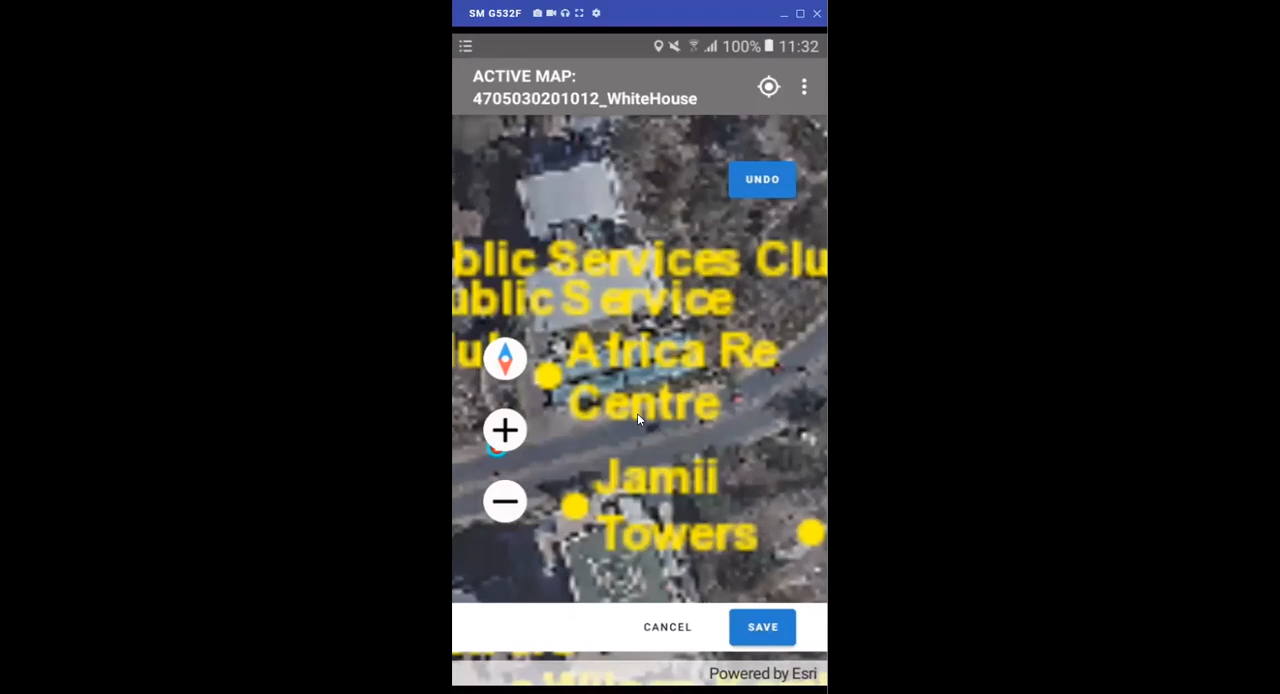 SM G532F
100% 11:32
ACTIVE MAP:
4705030201012_WhiteHouse
UNDO
blic Services Clu
ublic Service
Africa Re
Centre
Jamii
Towers
CANCEL
SAVE
Powered by Esri